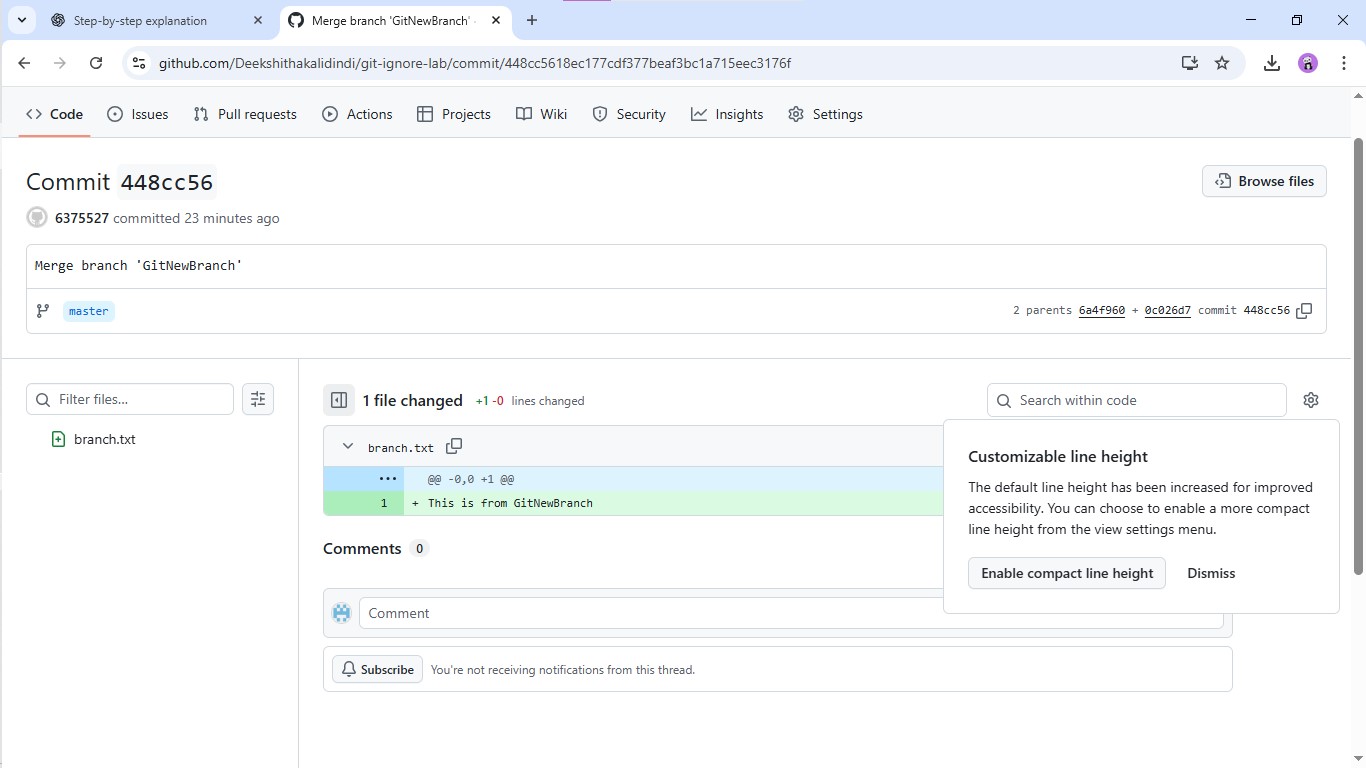 Step-by-step explanation
Merge branch 'GitNewBranch' ·
github.com/Deekshithakalidindi/git-ignore-lab/commit/448cc5618ec177cdf377beaf3bc1a715eec3176f
Code Issues Pull requests Actions Projects Wiki Security Insights Settings
Commit 448cc56
Browse files
6375527 committed 23 minutes ago
Merge branch 'GitNewBranch'
master
2 parents 6a4f960 + 0c026d7 commit 448cc56
Filter files...
branch.txt
1 file changed +1 -0 lines changed
Search within code
branch.txt
@@ -0,0 +1 @@
1 + This is from GitNewBranch
Customizable line height
The default line height has been increased for improved
accessibility. You can choose to enable a more compact
line height from the view settings menu.
Enable compact line height Dismiss
Comments 0
Comment
Subscribe You're not receiving notifications from this thread.